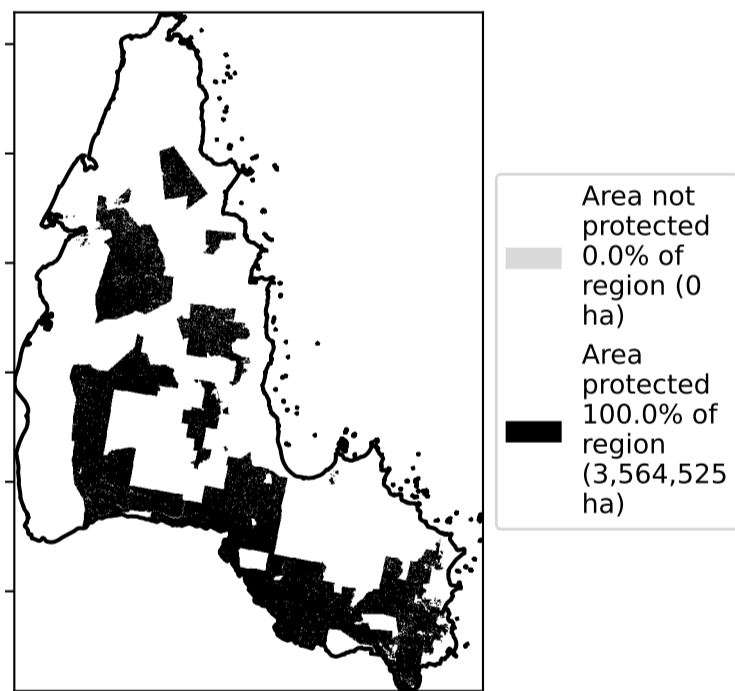 Area not
protected
0.0% of
region (0
ha)
Area
protected
100.0% of
region
(3,564,525
ha)